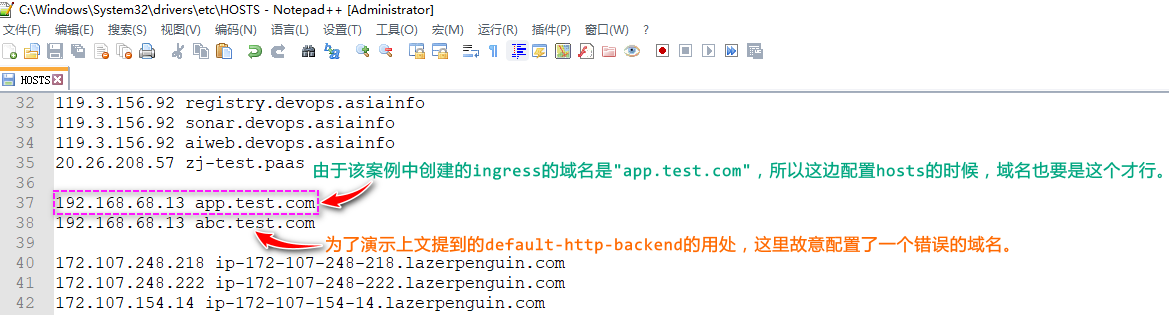 C:\Windows\System32\drivers\etc\HOSTS - Notepad++ [Administrator]
文件(F) 编辑(E) 搜索(S) 视图(V) 编码(N) 语言(L) 设置(T) 工具(O) 宏(M) 运行(R) 插件(P) 窗口(W) ?
HOSTS
32 119.3.156.92 registry.devops.asiainfo
33 119.3.156.92 sonar.devops.asiainfo
34 119.3.156.92 aiweb.devops.asiainfo
35 20.26.208.57 zj-test.paas
由于该案例中创建的ingress的域名是"app.test.com"，所以这边配置hosts的时候，域名也要是这个才行。
36
37 192.168.68.13 app.test.com
38 192.168.68.13 abc.test.com
39 为了演示上文提到的default-http-backend的用处，这里故意配置了一个错误的域名。
40 172.107.248.218 ip-172-107-248-218.lazerpenguin.com
41 172.107.248.222 ip-172-107-248-222.lazerpenguin.com
42 172.107.154.14 ip-172-107-154-14.lazerpenguin.com